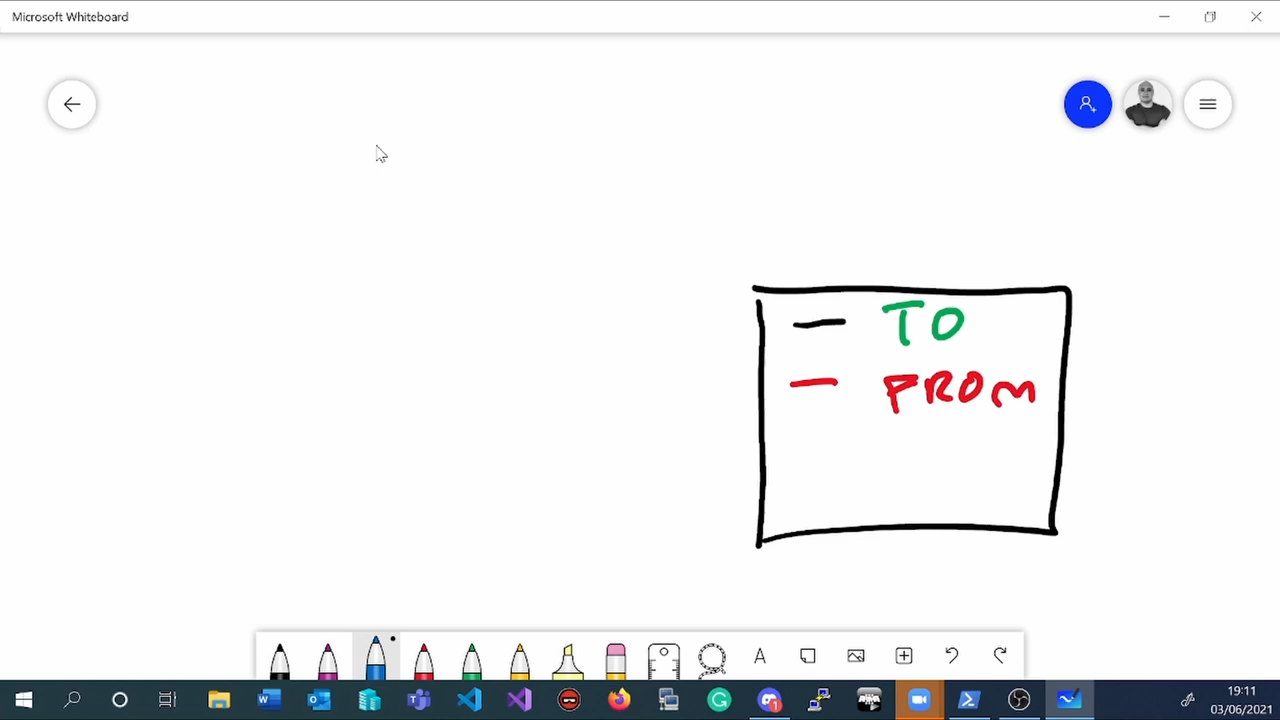 Microsoft Whiteboard
— TO
— FROM
A
19:11
03/06/2021